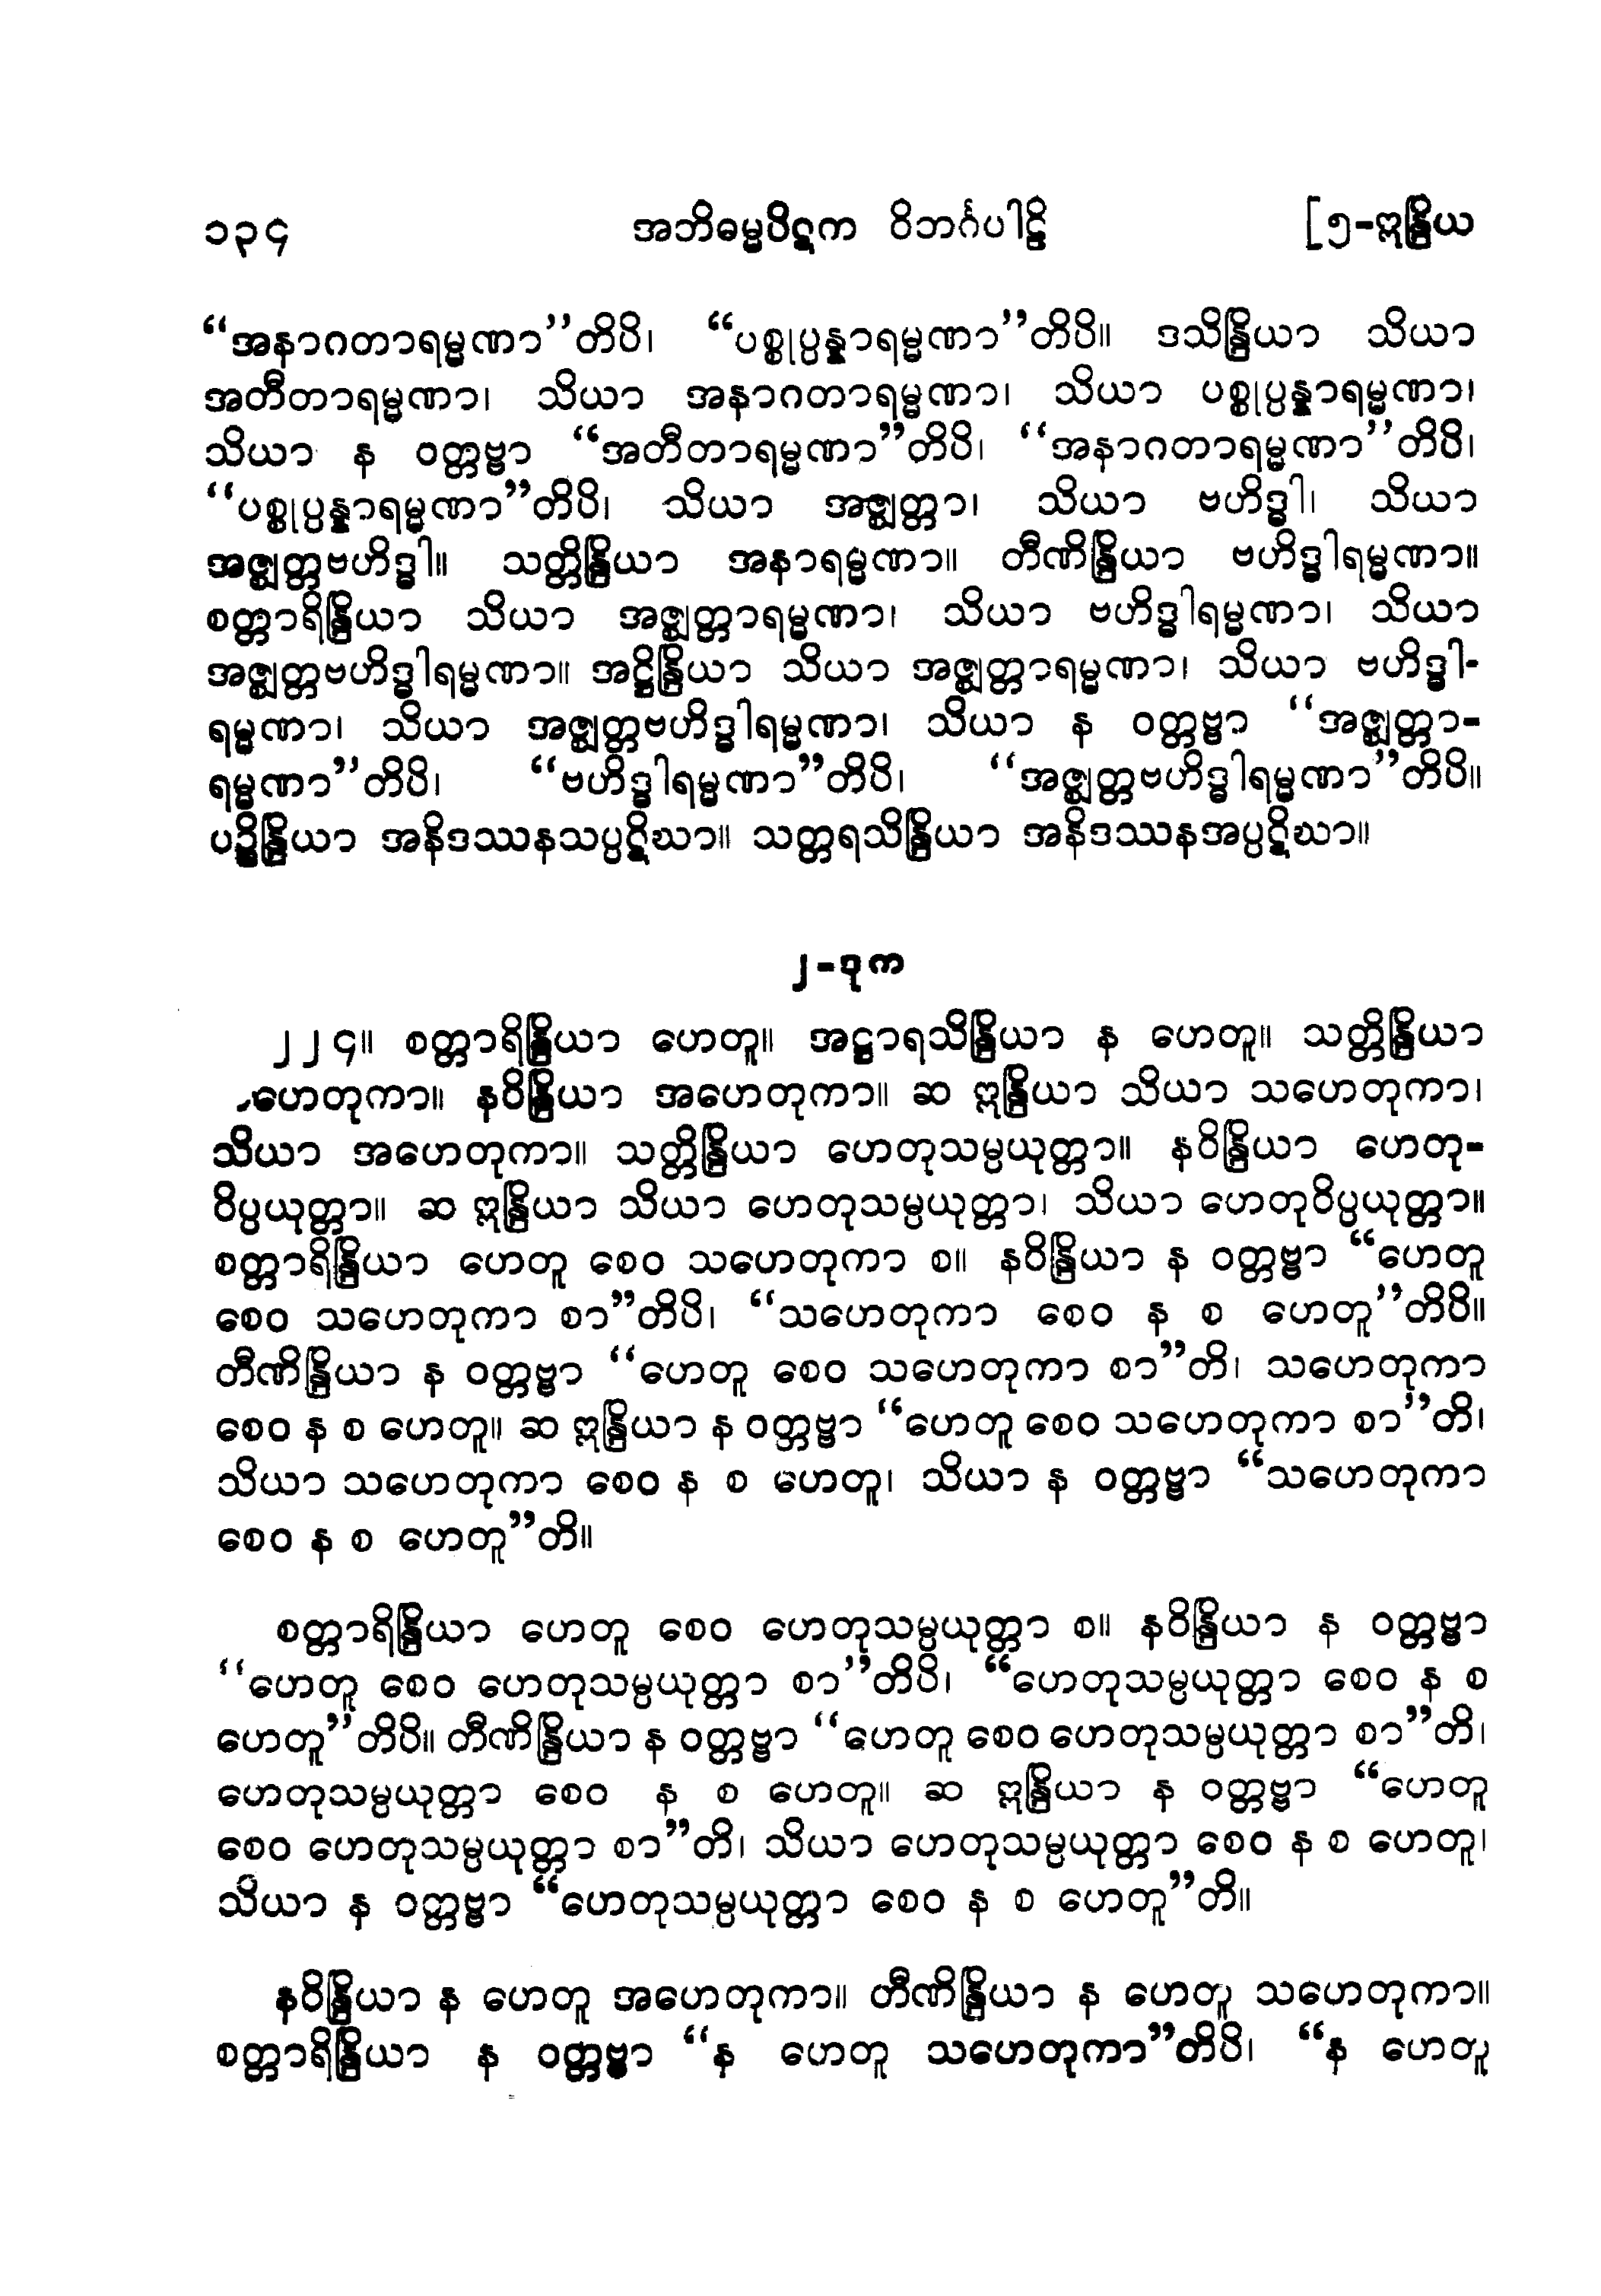 ၁၃၄ အဘိဓမ္မပိဋက ဝိဘင်္ဂပါဠိ [၅-ဣန္ဒြိယ
“အနာဂတာရမ္မဏာ”တိပိ၊ “ပစ္စုပ္ပန္နာရမ္မဏာ”တိပိ။ ဒသိန္ဒြိယာ သိယာ
အတီတာရမ္မဏာ၊ သိယာ အနာဂတာရမ္မဏာ၊ သိယာ ပစ္စုပ္ပန္နာရမ္မဏာ၊
သိယာ န ဝတ္တဗ္ဗာ “အတီတာရမ္မဏာ”တိပိ၊ “အနာဂတာရမ္မဏာ”တိပိ၊
“ပစ္စုပ္ပန္နာရမ္မဏာ”တိပိ၊ သိယာ အဇ္ဈတ္တာ၊ သိယာ ဗဟိဒ္ဓါ၊ သိယာ
အဇ္ဈတ္တဗဟိဒ္ဓါ။ သတ္တိန္ဒြိယာ အနာရမ္မဏာ။ တီဏိန္ဒြိယာ ဗဟိဒ္ဓါရမ္မဏာ။
စတ္တာရိန္ဒြိယာ သိယာ အဇ္ဈတ္တာရမ္မဏာ၊ သိယာ ဗဟိဒ္ဓါရမ္မဏာ၊ သိယာ
အဇ္ဈတ္တဗဟိဒ္ဓါရမ္မဏာ။ အဋ္ဌိန္ဒြိယာ သိယာ အဇ္ဈတ္တာရမ္မဏာ၊ သိယာ ဗဟိဒ္ဓါ-
ရမ္မဏာ၊ သိယာ အဇ္ဈတ္တဗဟိဒ္ဓါရမ္မဏာ၊ သိယာ န ဝတ္တဗ္ဗာ “အဇ္ဈတ္တာ-
ရမ္မဏာ”တိပိ၊ “ဗဟိဒ္ဓါရမ္မဏာ”တိပိ၊ “အဇ္ဈတ္တဗဟိဒ္ဓါရမ္မဏာ”တိပိ။
ပဉ္စိန္ဒြိယာ အနိဒဿနသပ္ပဋိဃာ။ သတ္တရသိန္ဒြိယာ အနိဒဿနအပ္ပဋိဃာ။
၂-ဒုက
၂၂၄။ စတ္တာရိန္ဒြိယာ ဟေတူ။ အဋ္ဌာရသိန္ဒြိယာ န ဟေတူ။ သတ္တိန္ဒြိယာ
ဟေတုကာ။ နဝိန္ဒြိယာ အဟေတုကာ။ ဆ ဣန္ဒြိယာ သိယာ သဟေတုကာ၊
သိယာ အဟေတုကာ။ သတ္တိန္ဒြိယာ ဟေတုသမ္ပယုတ္တာ။ နဝိန္ဒြိယာ ဟေတု-
ဝိပ္ပယုတ္တာ။ ဆ ဣန္ဒြိယာ သိယာ ဟေတုသမ္ပယုတ္တာ၊ သိယာ ဟေတုဝိပ္ပယုတ္တာ။
စတ္တာရိန္ဒြိယာ ဟေတူ စေဝ သဟေတုကာ စ။ နဝိန္ဒြိယာ န ဝတ္တဗ္ဗာ “ဟေတူ
စေဝ သဟေတုကာ စာ”တိပိ၊ “သဟေတုကာ စေဝ န စ ဟေတူ”တိပိ။
တီဏိန္ဒြိယာ န ဝတ္တဗ္ဗာ “ဟေတူ စေဝ သဟေတုကာ စာ”တိ၊ သဟေတုကာ
စေဝ န စ ဟေတူ။ ဆ ဣန္ဒြိယာ န ဝတ္တဗ္ဗာ “ဟေတူ စေဝ သဟေတုကာ စာ”တိ၊
သိယာ သဟေတုကာ စေဝ န စ ဟေတူ၊ သိယာ န ဝတ္တဗ္ဗာ “သဟေတုကာ
စေဝ န စ ဟေတူ”တိ။
စတ္တာရိန္ဒြိယာ ဟေတူ စေဝ ဟေတုသမ္ပယုတ္တာ စ။ နဝိန္ဒြိယာ န ဝတ္တဗ္ဗာ
“ဟေတူ စေဝ ဟေတုသမ္ပယုတ္တာ စာ”တိပိ၊ “ဟေတုသမ္ပယုတ္တာ စေဝ န စ
ဟေတူ”တိပိ။ တီဏိန္ဒြိယာ န ဝတ္တဗ္ဗာ “ဟေတူ စေဝ ဟေတုသမ္ပယုတ္တာ စာ”တိ၊
ဟေတုသမ္ပယုတ္တာ စေဝ န စ ဟေတူ။ ဆ ဣန္ဒြိယာ န ဝတ္တဗ္ဗာ “ဟေတူ
စေဝ ဟေတုသမ္ပယုတ္တာ စာ”တိ၊ သိယာ ဟေတုသမ္ပယုတ္တာ စေဝ န စ ဟေတူ၊
သိယာ န ဝတ္တဗ္ဗာ “ဟေတုသမ္ပယုတ္တာ စေဝ န စ ဟေတူ”တိ။
နဝိန္ဒြိယာ န ဟေတူ အဟေတုကာ။ တီဏိန္ဒြိယာ န ဟေတူ သဟေတုကာ။
စတ္တာရိန္ဒြိယာ န ဝတ္တဗ္ဗာ “န ဟေတူ သဟေတုကာ”တိပိ၊ “န ဟေတူ